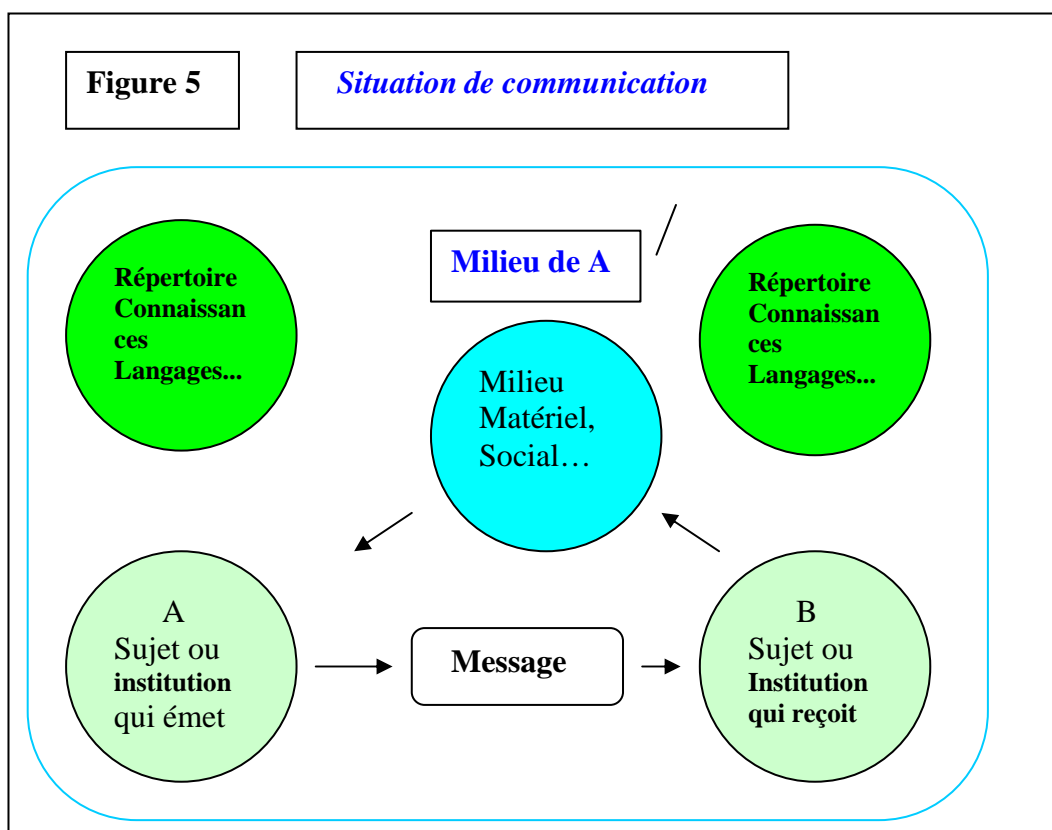 Figure 5
Situation de communication
Répertoire
Connaissan
ces
Langages...
Milieu de A
Répertoire
Connaissan
ces
Langages...
Milieu
Matériel,
Social…
A
Sujet ou
institution
qui émet
Message
B
Sujet ou
Institution
qui reçoit